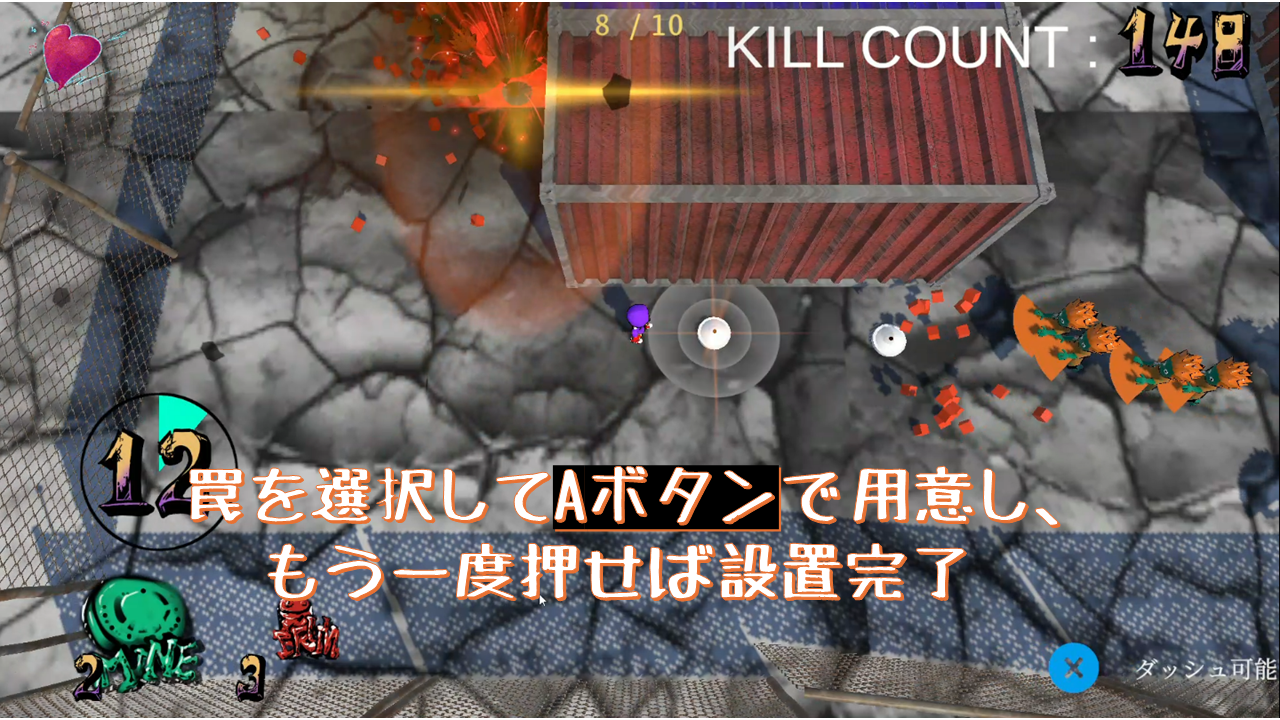 8 / 10
KILL COUNT : 148
12
罠を選択してAボタンで用意し、
もう一度押せば設置完了
2 MINE
3
ダッシュ可能